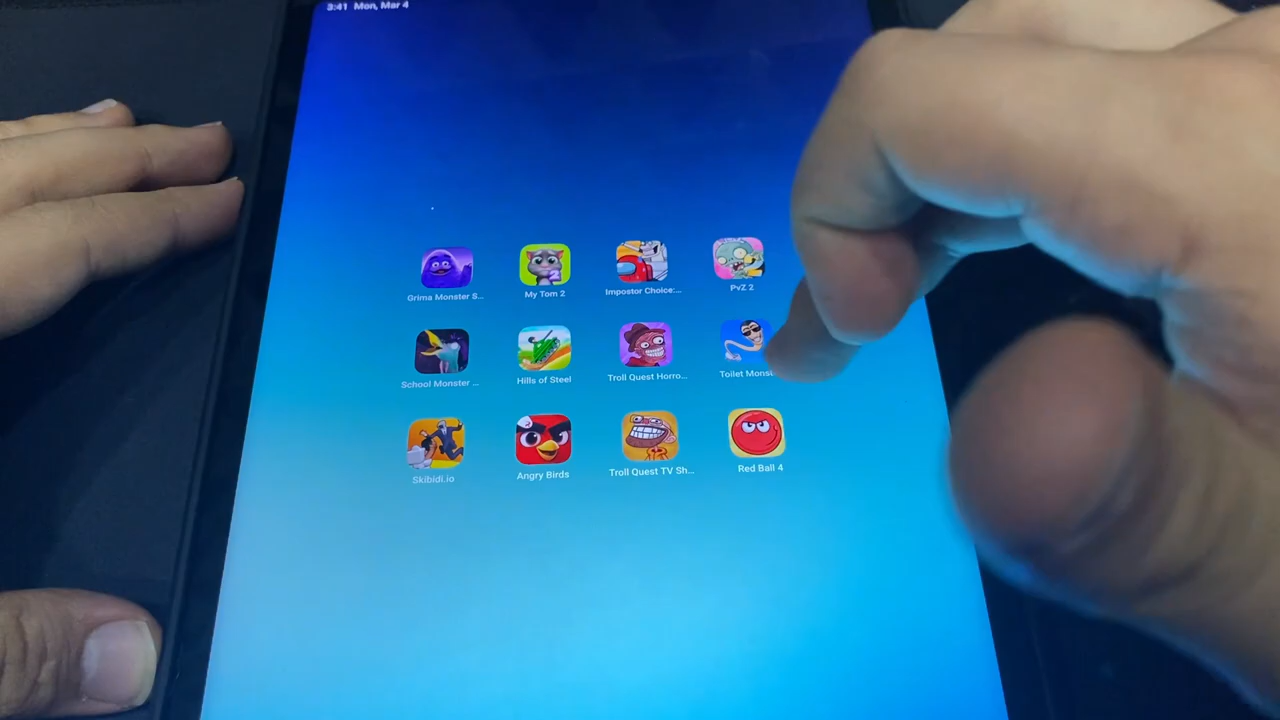 3:41 Mon, Mar 4
Grima Monster S...
My Tom 2
Impostor Choice:...
PvZ 2
School Monster ...
Hills of Steel
Troll Quest Horro...
Toilet
Skibidi.io
Angry Birds
Troll Quest TV Sh...
Red Ball 4